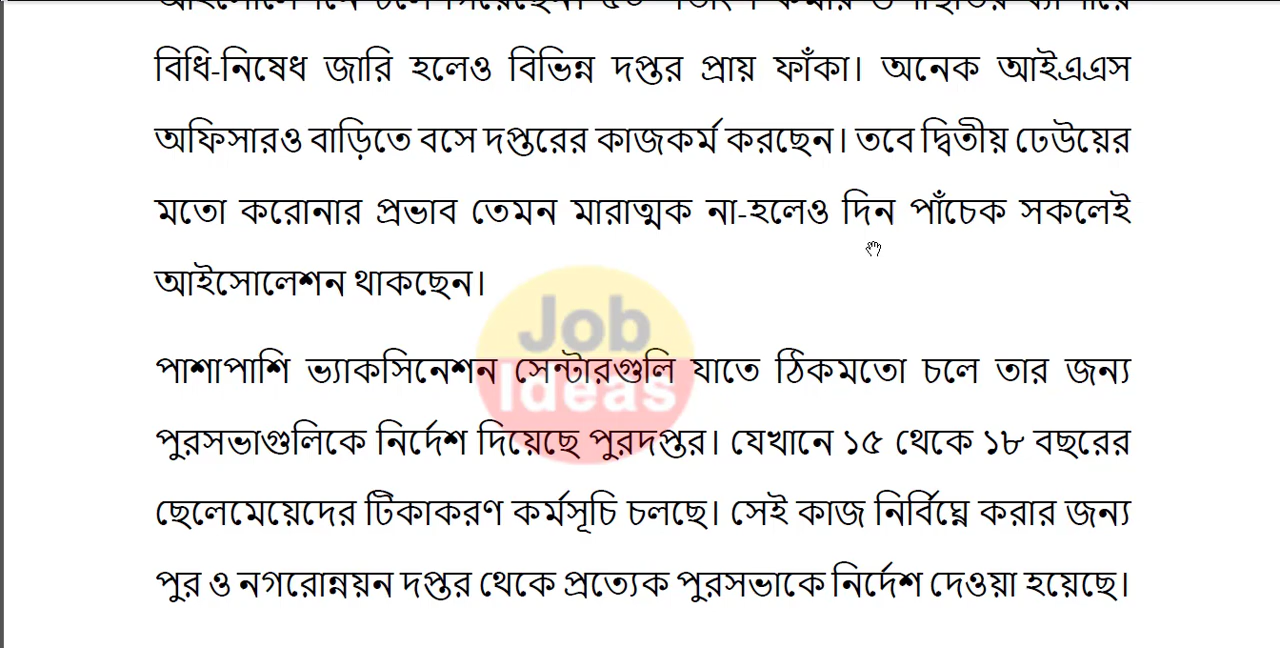 বিধি-নিষেধ জারি হলেও বিভিন্ন দপ্তর প্রায় ফাঁকা। অনেক আইএএস
অফিসারও বাড়িতে বসে দপ্তরের কাজকর্ম করছেন। তবে দ্বিতীয় ঢেউয়ের
মতো করোনার প্রভাব তেমন মারাত্মক না-হলেও দিন পাঁচেক সকলেই
আইসোলেশন থাকছেন।
Job
Ideas
পাশাপাশি ভ্যাকসিনেশন সেন্টারগুলি যাতে ঠিকমতো চলে তার জন্য
পুরসভাগুলিকে নির্দেশ দিয়েছে পুরদপ্তর। যেখানে ১৫ থেকে ১৮ বছরের
ছেলেমেয়েদের টিকাকরণ কর্মসূচি চলছে। সেই কাজ নির্বিঘ্নে করার জন্য
পুর ও নগরোন্নয়ন দপ্তর থেকে প্রত্যেক পুরসভাকে নির্দেশ দেওয়া হয়েছে।